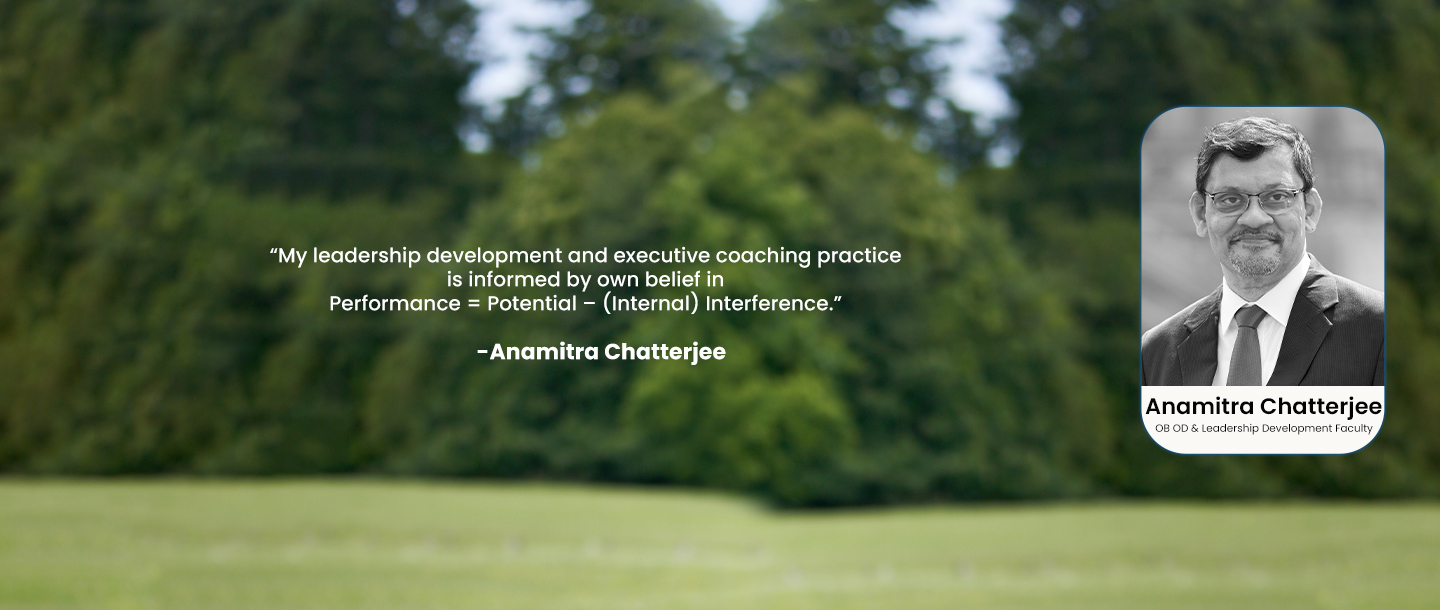 “My leadership development and executive coaching practice
is informed by own belief in
Performance = Potential – (Internal) Interference.”
-Anamitra Chatterjee
Anamitra Chatterjee
OB OD & Leadership Development Faculty